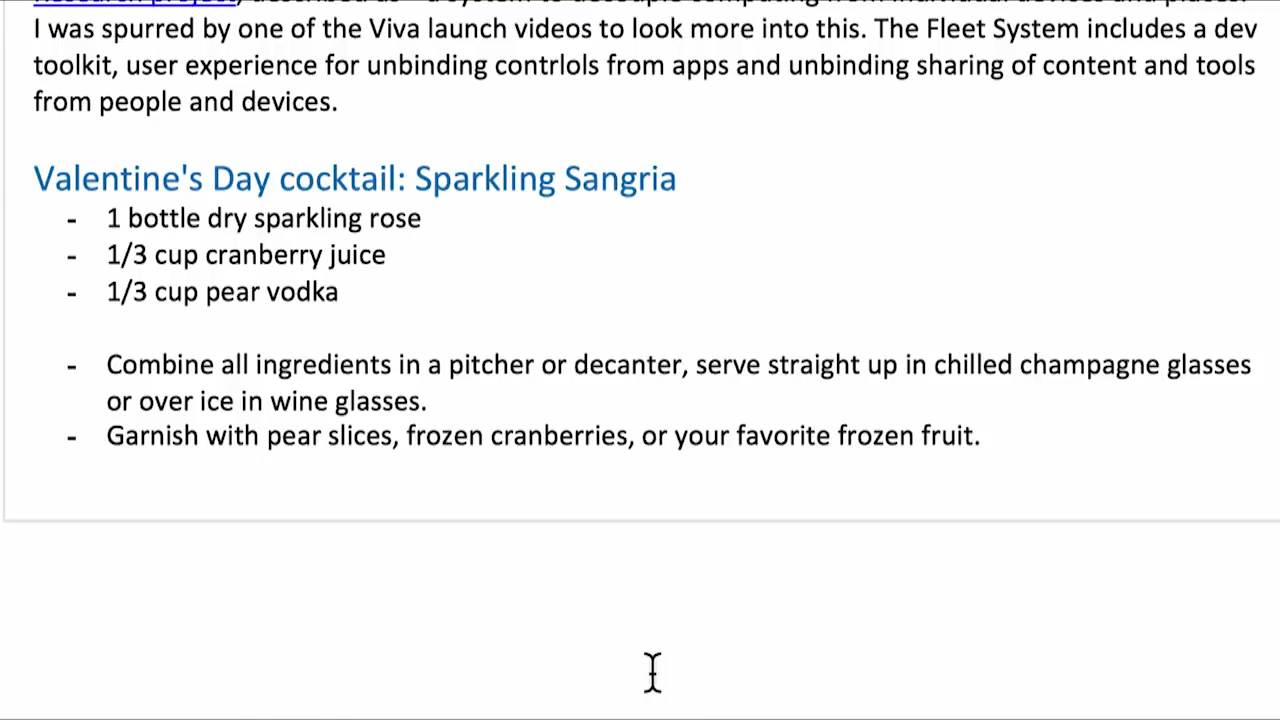 I was spurred by one of the Viva launch videos to look more into this. The Fleet System includes a dev
toolkit, user experience for unbinding contrlols from apps and unbinding sharing of content and tools
from people and devices.
Valentine's Day cocktail: Sparkling Sangria
- 1 bottle dry sparkling rose
- 1/3 cup cranberry juice
- 1/3 cup pear vodka
- Combine all ingredients in a pitcher or decanter, serve straight up in chilled champagne glasses
or over ice in wine glasses.
- Garnish with pear slices, frozen cranberries, or your favorite frozen fruit.